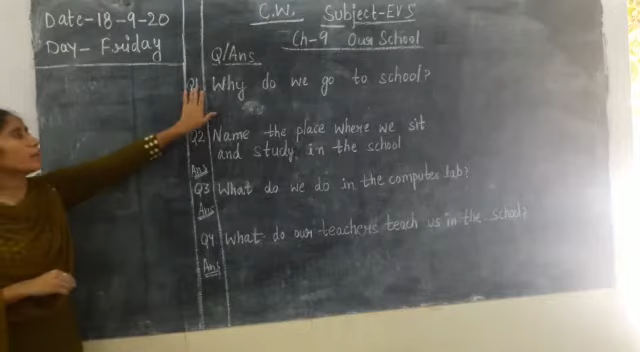 Date-18-9-20
Day- Friday
C.W. Subject-EVS
Ch-9 Our School
Q/Ans
Q1 Why do we go to school?
Q2 Name the place where we sit
and study in the school
Ans
Q3 What do we do in the computer lab?
Ans
Q4 What do our teachers teach us in the school?
Ans